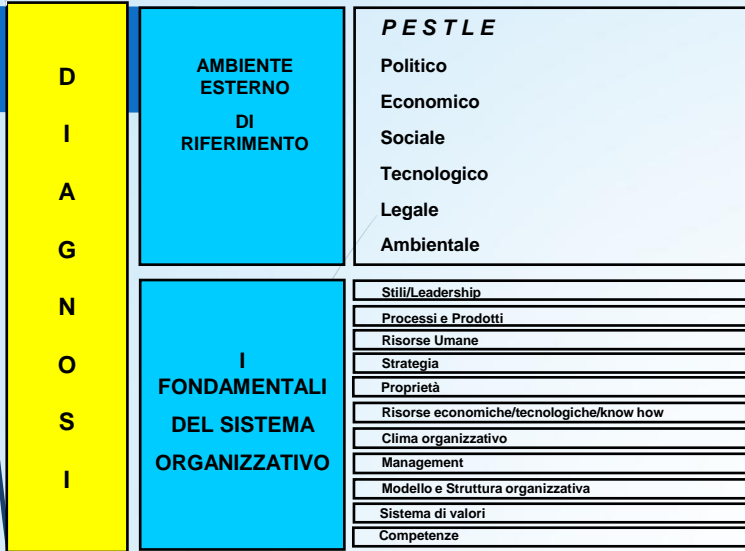 D
I
A
G
N
O
S
I
AMBIENTE
ESTERNO
DI
RIFERIMENTO
P E S T L E
Politico
Economico
Sociale
Tecnologico
Legale
Ambientale
I
FONDAMENTALI
DEL SISTEMA
ORGANIZZATIVO
Stili/Leadership
Processi e Prodotti
Risorse Umane
Strategia
Proprietà
Risorse economiche/tecnologiche/know how
Clima organizzativo
Management
Modello e Struttura organizzativa
Sistema di valori
Competenze